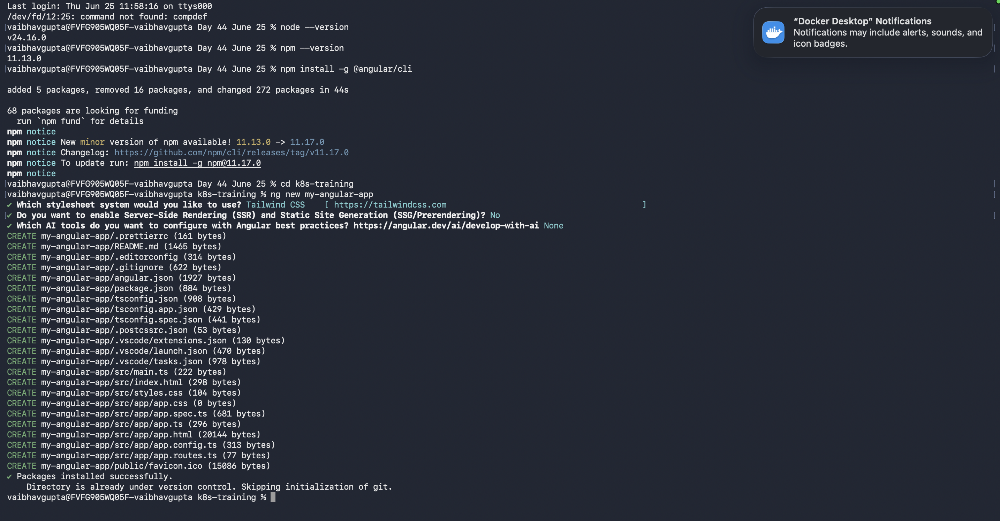 Last login: Thu Jun 25 11:58:16 on ttys000
/dev/fd/12:25: command not found: compdef
[vaibhavgupta@FVFG905WQ05F-vaibhavgupta Day 44 June 25 % node --version ]
v24.16.0
[vaibhavgupta@FVFG905WQ05F-vaibhavgupta Day 44 June 25 % npm --version ]
11.13.0
[vaibhavgupta@FVFG905WQ05F-vaibhavgupta Day 44 June 25 % npm install -g @angular/cli ]
added 5 packages, removed 16 packages, and changed 272 packages in 44s
68 packages are looking for funding
run `npm fund` for details
npm notice
npm notice New minor version of npm available! 11.13.0 -> 11.17.0
npm notice Changelog: https://github.com/npm/cli/releases/tag/v11.17.0
npm notice To update run: npm install -g npm@11.17.0
npm notice
[vaibhavgupta@FVFG905WQ05F-vaibhavgupta Day 44 June 25 % cd k8s-training ]
[vaibhavgupta@FVFG905WQ05F-vaibhavgupta k8s-training % ng new my-angular-app ]
✔ Which stylesheet system would you like to use? Tailwind CSS [ https://tailwindcss.com ]
[✔ Do you want to enable Server-Side Rendering (SSR) and Static Site Generation (SSG/Prerendering)? No ]
✔ Which AI tools do you want to configure with Angular best practices? https://angular.dev/ai/develop-with-ai None
CREATE my-angular-app/.prettierrc (161 bytes)
CREATE my-angular-app/README.md (1465 bytes)
CREATE my-angular-app/.editorconfig (314 bytes)
CREATE my-angular-app/.gitignore (622 bytes)
CREATE my-angular-app/angular.json (1927 bytes)
CREATE my-angular-app/package.json (884 bytes)
CREATE my-angular-app/tsconfig.json (908 bytes)
CREATE my-angular-app/tsconfig.app.json (429 bytes)
CREATE my-angular-app/tsconfig.spec.json (441 bytes)
CREATE my-angular-app/.postcssrc.json (53 bytes)
CREATE my-angular-app/.vscode/extensions.json (130 bytes)
CREATE my-angular-app/.vscode/launch.json (470 bytes)
CREATE my-angular-app/.vscode/tasks.json (978 bytes)
CREATE my-angular-app/src/main.ts (222 bytes)
CREATE my-angular-app/src/index.html (298 bytes)
CREATE my-angular-app/src/styles.css (104 bytes)
CREATE my-angular-app/src/app/app.css (0 bytes)
CREATE my-angular-app/src/app/app.spec.ts (681 bytes)
CREATE my-angular-app/src/app/app.ts (296 bytes)
CREATE my-angular-app/src/app/app.html (20144 bytes)
CREATE my-angular-app/src/app/app.config.ts (313 bytes)
CREATE my-angular-app/src/app/app.routes.ts (77 bytes)
CREATE my-angular-app/public/favicon.ico (15086 bytes)
✔ Packages installed successfully.
Directory is already under version control. Skipping initialization of git.
vaibhavgupta@FVFG905WQ05F-vaibhavgupta k8s-training %
“Docker Desktop” Notifications
Notifications may include alerts, sounds, and
icon badges.